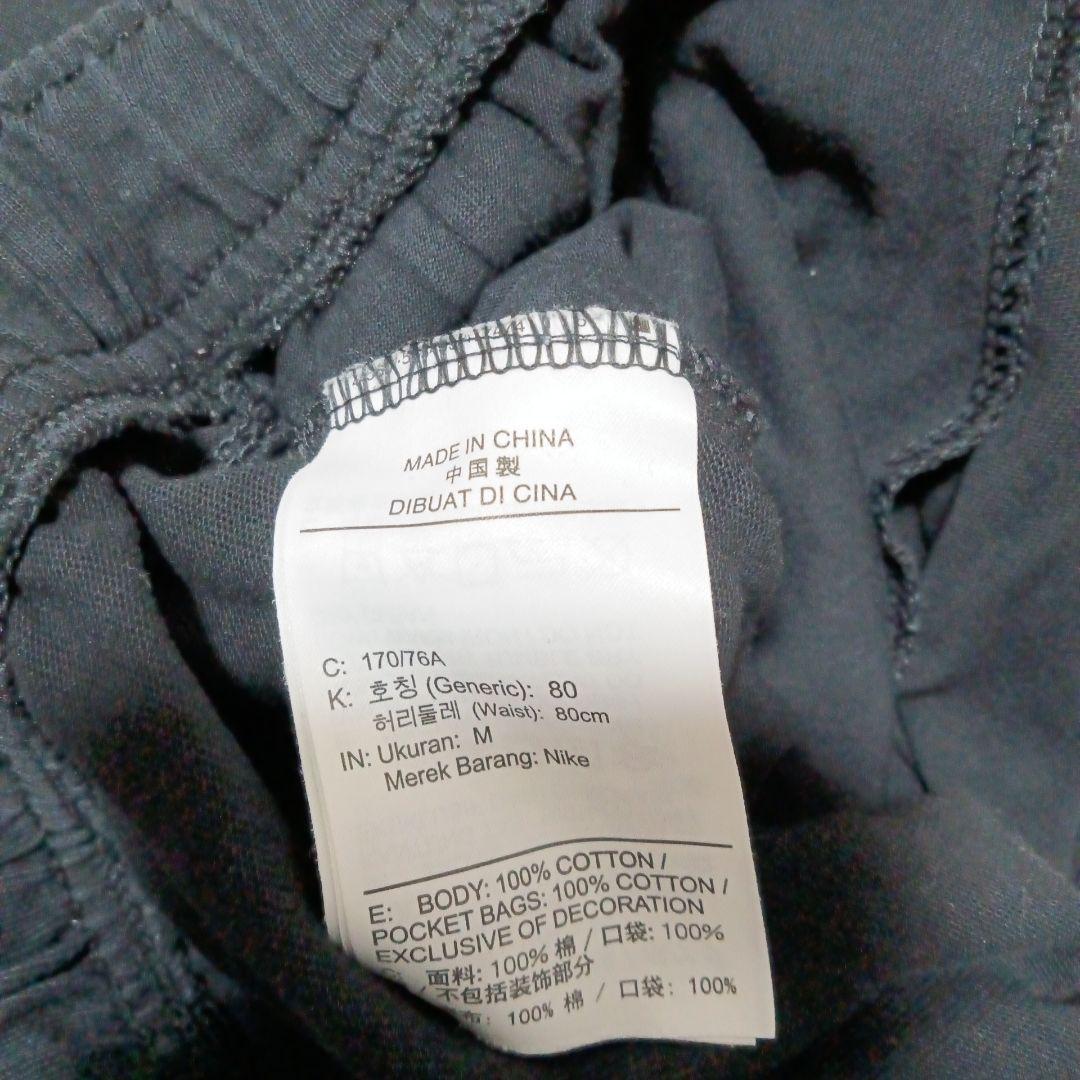 MADE IN CHINA
中国製
DIBUAT DI CINA
C: 170/76A
K: 호칭 (Generic): 80
허리둘레 (Waist): 80cm
IN: Ukuran: M
Merek Barang: Nike
E: BODY: 100% COTTON /
POCKET BAGS: 100% COTTON /
EXCLUSIVE OF DECORATION
C: 面料: 100% 棉 / 口袋: 100%
不包括装饰部分
布: 100% 棉 / 口袋: 100%